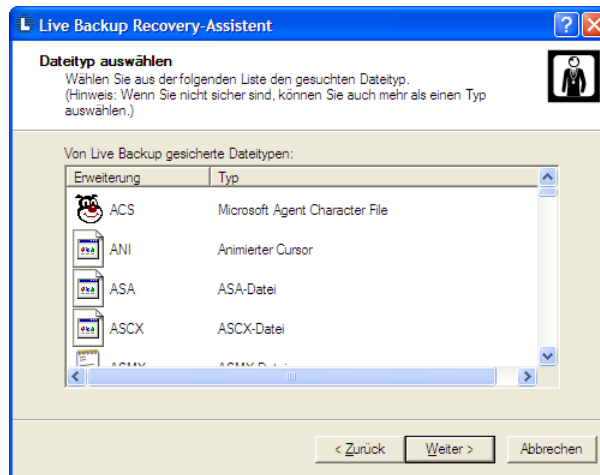 Live Backup Recovery-Assistent
Dateityp auswählen
Wählen Sie aus der folgenden Liste den gesuchten Dateityp.
(Hinweis: Wenn Sie nicht sicher sind, können Sie auch mehr als einen Typ
auswählen.)
Von Live Backup gesicherte Dateitypen:
Erweiterung Typ
ACS Microsoft Agent Character File
ANI Animierter Cursor
ASA ASA-Datei
ASCX ASCX-Datei
< Zurück Weiter > Abbrechen